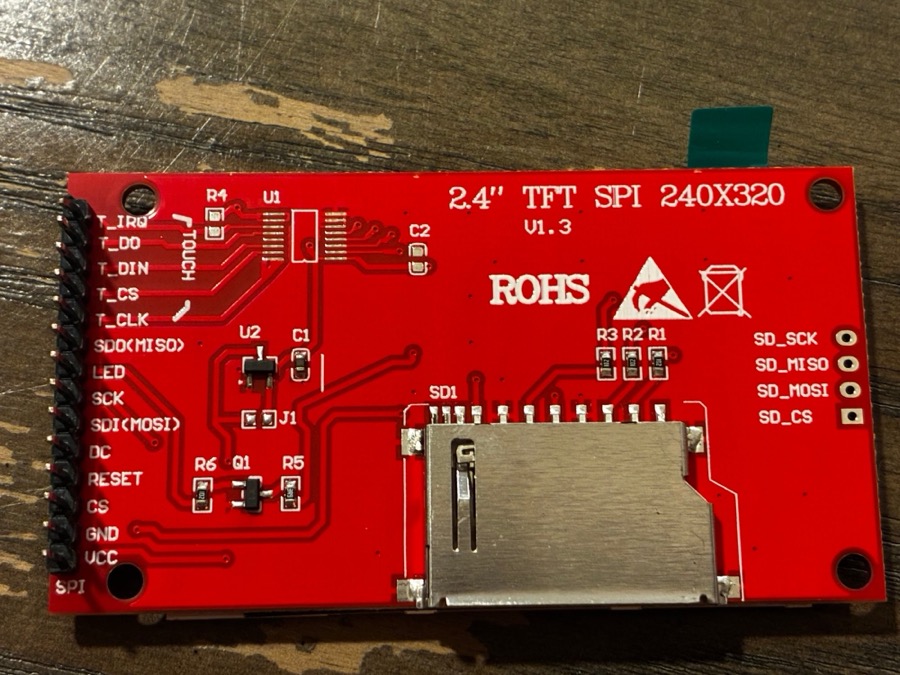 2.4" TFT SPI 240X320
V1.3
ROHS
R4
U1
C2
T_IRQ
T_DO
T_DIN
T_CS
T_CLK
TOUCH
SDO(MISO)
LED
SCK
SDI(MOSI)
DC
RESET
CS
GND
VCC
SPI
U2
C1
J1
R6
Q1
R5
SD1
R3
R2
R1
SD_SCK
SD_MISO
SD_MOSI
SD_CS